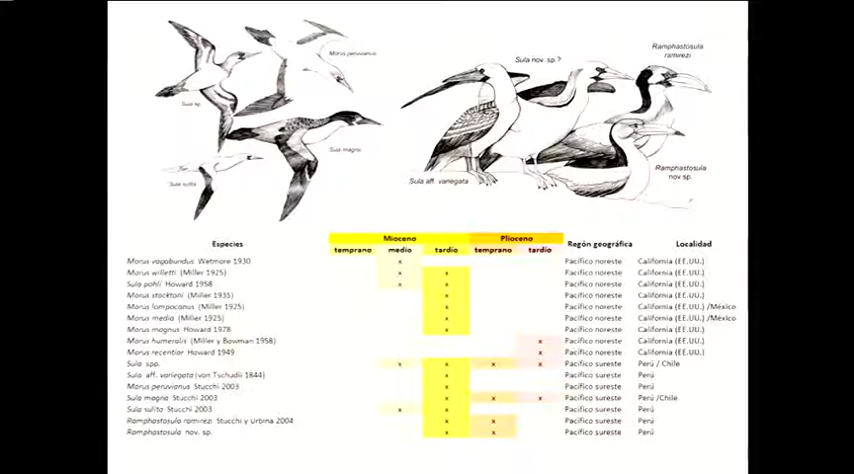 Morus peruvianus
Sula sp.
Sula magna
Sula sulita
Sula nov. sp.?
Ramphastosula
ramirezi
Sula aff. variegata
Ramphastosula
nov sp.
Mioceno Plioceno
Especies temprano medio tardío temprano tardío Regón geográfica Localidad
Morus vagabundus Wetmore 1930 x Pacífico noreste California (EE.UU.)
Morus willetti (Miller 1925) x x Pacífico noreste California (EE.UU.)
Sula pohli Howard 1958 x x Pacífico noreste California (EE.UU.)
Morus stocktoni (Miller 1935) x Pacífico noreste California (EE.UU.)
Morus lompocanus (Miller 1925) x Pacífico noreste California (EE.UU.) /México
Morus media (Miller 1925) x Pacífico noreste California (EE.UU.) /México
Morus magnus Howard 1978 x Pacífico noreste California (EE.UU.)
Morus humeralis (Miller y Bowman 1958) x Pacífico noreste California (EE.UU.)
Morus recentior Howard 1949 x Pacífico noreste California (EE.UU.)
Sula spp. x x x x Pacífico sureste Perú / Chile
Sula aff. variegata (von Tschudii 1844) x Pacífico sureste Perú
Morus peruvianus Stucchi 2003 x Pacífico sureste Perú
Sula magna Stucchi 2003 x x x Pacífico sureste Perú /Chile
Sula sulita Stucchi 2003 x x Pacífico sureste Perú
Ramphastosula ramirezi Stucchi y Urbina 2004 x x Pacífico sureste Perú
Ramphastosula nov. sp. x x Pacífico sureste Perú